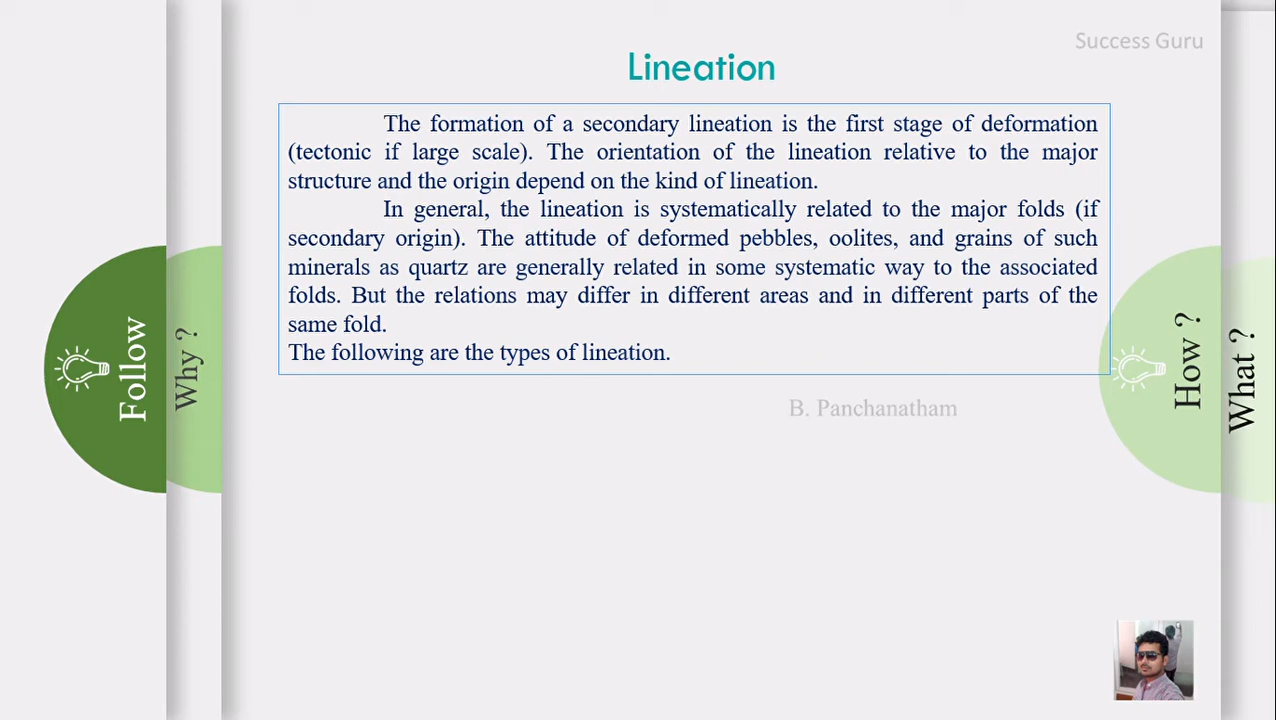 Success Guru
Lineation
The formation of a secondary lineation is the first stage of deformation
(tectonic if large scale). The orientation of the lineation relative to the major
structure and the origin depend on the kind of lineation.
In general, the lineation is systematically related to the major folds (if
secondary origin). The attitude of deformed pebbles, oolites, and grains of such
minerals as quartz are generally related in some systematic way to the associated
folds. But the relations may differ in different areas and in different parts of the
same fold.
The following are the types of lineation.
B. Panchanatham
Follow
Why ?
How ?
What ?